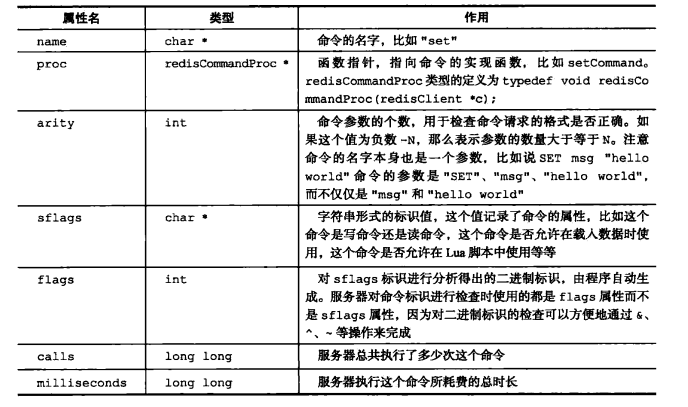 属性名 类型 作用
name char * 命令的名字，比如 "set"
proc redisCommandProc * 函数指针，指向命令的实现函数，比如 setCommand。
redisCommandProc 类型的定义为 typedef void redisCo
mmandProc(redisClient *c);
arity int 命令参数的个数，用于检查命令请求的格式是否正确。如
果这个值为负数 -N，那么表示参数的数量大于等于 N。注意
命令的名字本身也是一个参数，比如说 SET msg "hello
world" 命令的参数是 "SET"、"msg"、"hello world"，
而不仅仅是 "msg" 和 "hello world"
sflags char * 字符串形式的标识值，这个值记录了命令的属性，比如这个
命令是写命令还是读命令，这个命令是否允许在载入数据时使
用，这个命令是否允许在 Lua 脚本中使用等等
flags int 对 sflags 标识进行分析得出的二进制标识，由程序自动生
成。服务器对命令标识进行检查时使用的都是 flags 属性而不
是 sflags 属性，因为对二进制标识的检查可以方便地通过 &、
^、~ 等操作来完成
calls long long 服务器总共执行了多少次这个命令
milliseconds long long 服务器执行这个命令所耗费的总时长